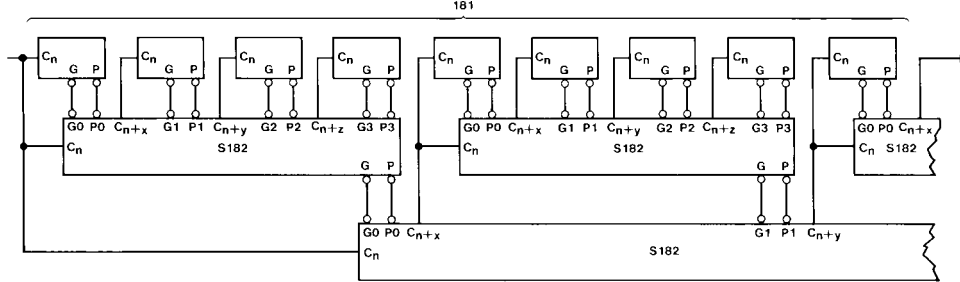 181
Cn Cn Cn Cn Cn Cn Cn Cn Cn
G P G P G P G P G P G P G P G P G P
G0 P0 Cn+x G1 P1 Cn+y G2 P2 Cn+z G3 P3 G0 P0 Cn+x G1 P1 Cn+y G2 P2 Cn+z G3 P3 G0 P0 Cn+x
Cn S182 Cn S182 Cn S182
G P G P
G0 P0 Cn+x G1 P1 Cn+y
Cn S182